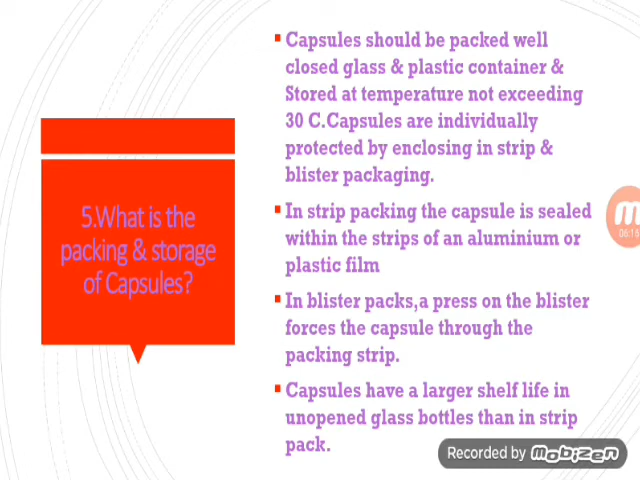 5.What is the
packing & storage
of Capsules?
Capsules should be packed well
closed glass & plastic container &
Stored at temperature not exceeding
30 C.Capsules are individually
protected by enclosing in strip &
blister packaging.
In strip packing the capsule is sealed
within the strips of an aluminium or
plastic film
In blister packs,a press on the blister
forces the capsule through the
packing strip.
Capsules have a larger shelf life in
unopened glass bottles than in strip
pack.
06:15
Recorded by mobizen